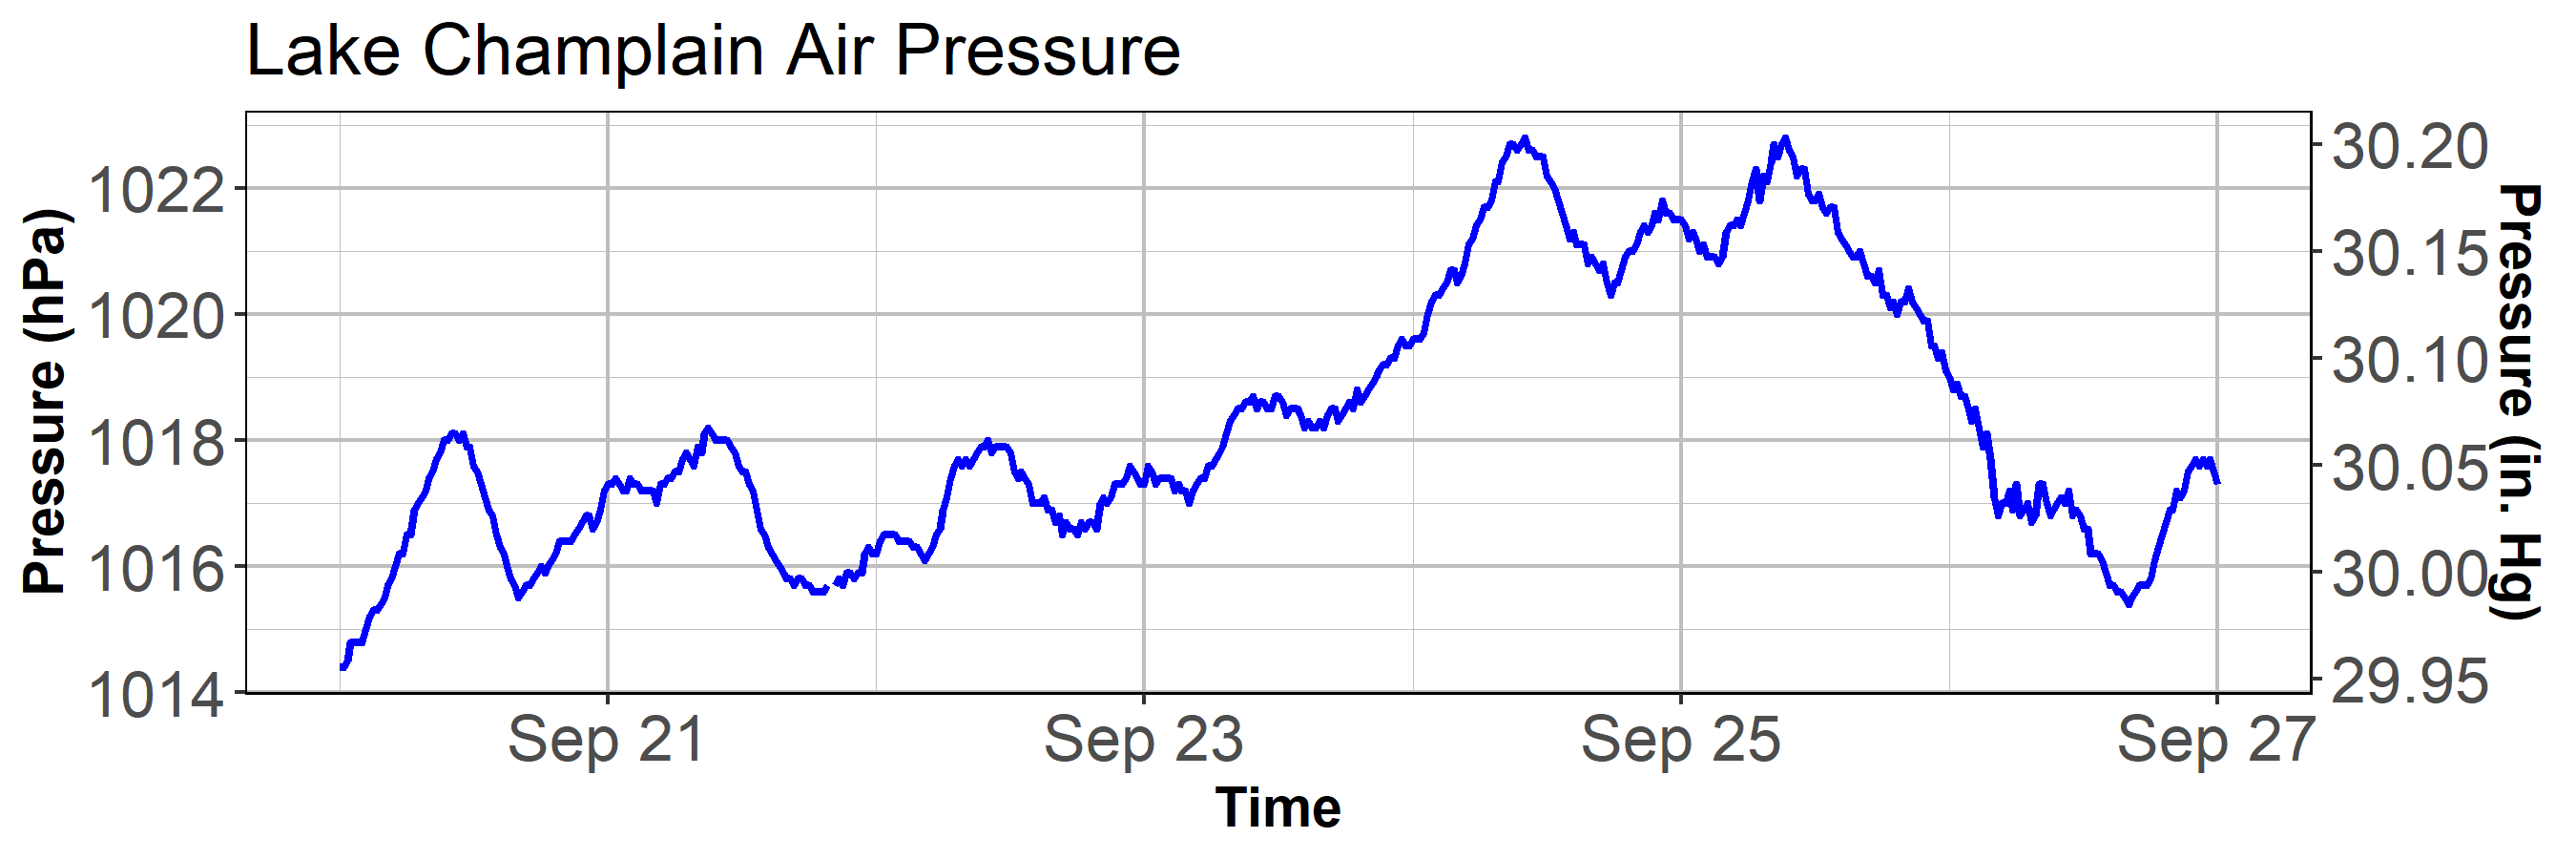 Lake Champlain Air Pressure
Pressure (hPa)
1022
1020
1018
1016
1014
30.20
30.15
30.10
30.05
30.00
29.95
Pressure (in. Hg)
Sep 21 Sep 23 Sep 25 Sep 27
Time